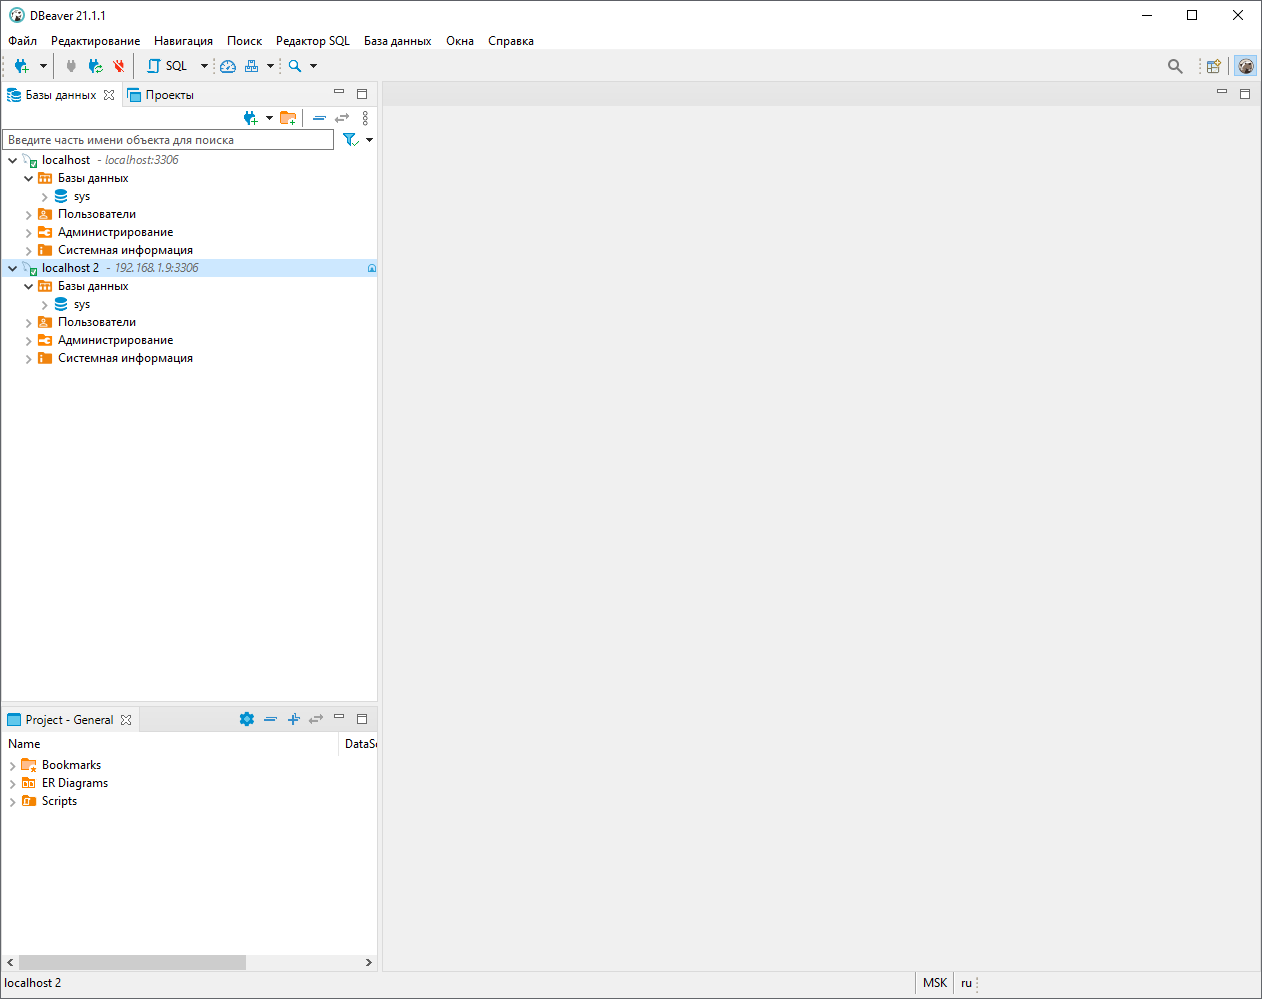 DBeaver 21.1.1
Файл Редактирование Навигация Поиск Редактор SQL База данных Окна Справка
SQL
Базы данных Проекты
Введите часть имени объекта для поиска
localhost - localhost:3306
Базы данных
sys
Пользователи
Администрирование
Системная информация
localhost 2 - 192.168.1.9:3306
Базы данных
sys
Пользователи
Администрирование
Системная информация
Project - General
Name DataSo
Bookmarks
ER Diagrams
Scripts
localhost 2 MSK ru